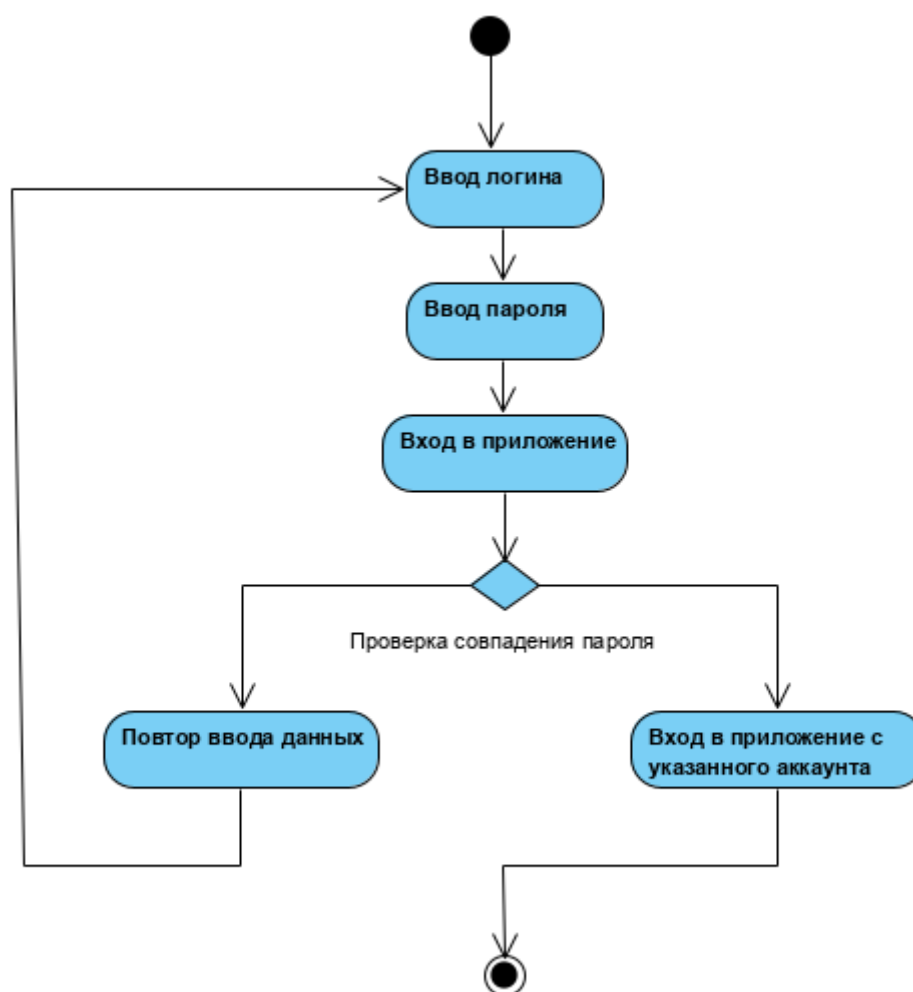 Ввод логина
Ввод пароля
Вход в приложение
Проверка совпадения пароля
Повтор ввода данных
Вход в приложение с
указанного аккаунта